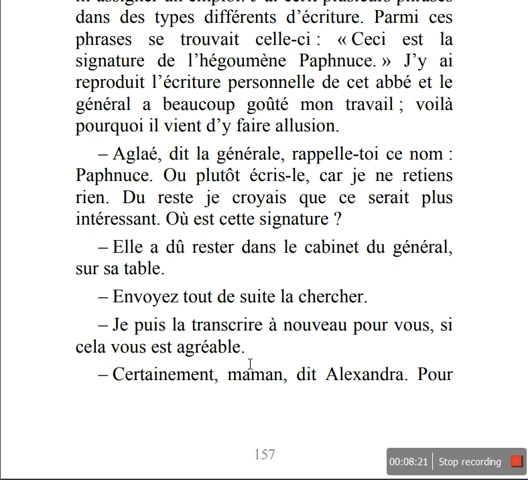 dans des types différents d’écriture. Parmi ces
phrases se trouvait celle-ci : « Ceci est la
signature de l’hégoumène Paphnuce. » J’y ai
reproduit l’écriture personnelle de cet abbé et le
général a beaucoup goûté mon travail ; voilà
pourquoi il vient d’y faire allusion.
– Aglaé, dit la générale, rappelle-toi ce nom :
Paphnuce. Ou plutôt écris-le, car je ne retiens
rien. Du reste je croyais que ce serait plus
intéressant. Où est cette signature ?
– Elle a dû rester dans le cabinet du général,
sur sa table.
– Envoyez tout de suite la chercher.
– Je puis la transcrire à nouveau pour vous, si
cela vous est agréable.
– Certainement, maman, dit Alexandra. Pour
157
00:08:21 Stop recording